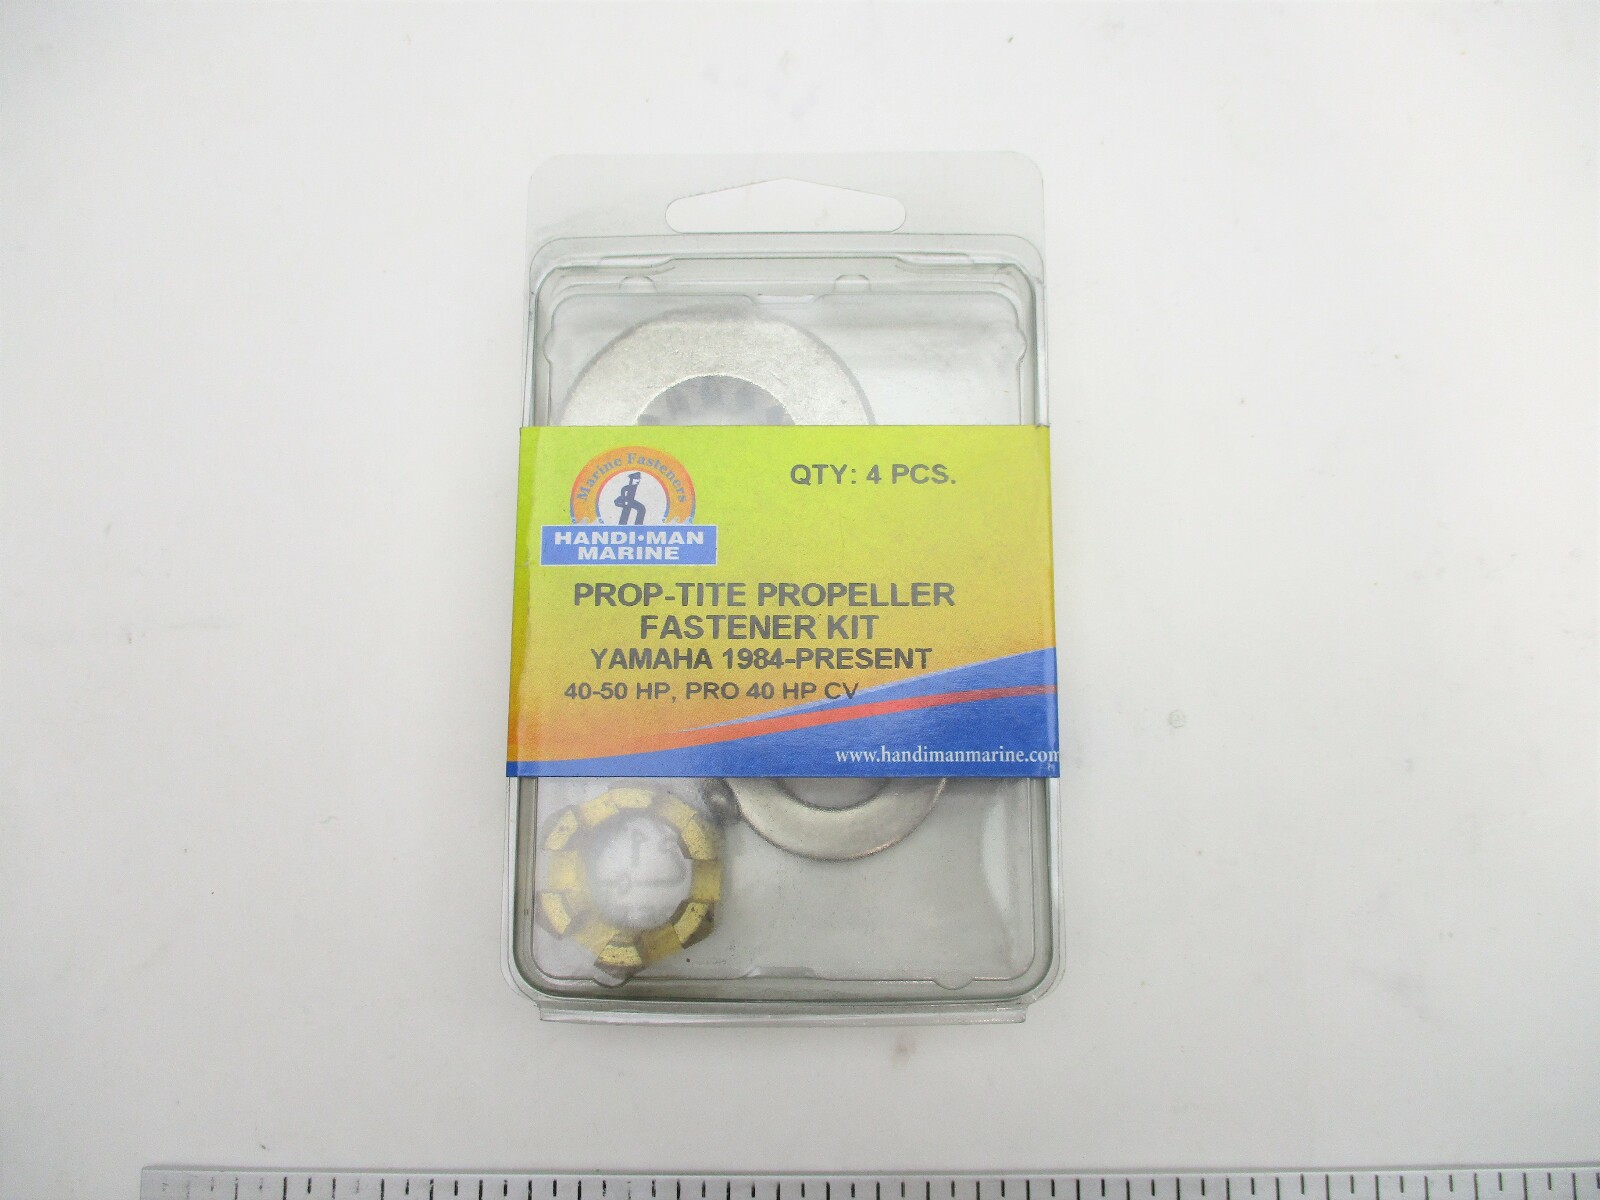 Marine Fasteners
HANDI•MAN
MARINE
QTY: 4 PCS.
PROP-TITE PROPELLER
FASTENER KIT
YAMAHA 1984-PRESENT
40-50 HP, PRO 40 HP CV
www.handimanmarine.com